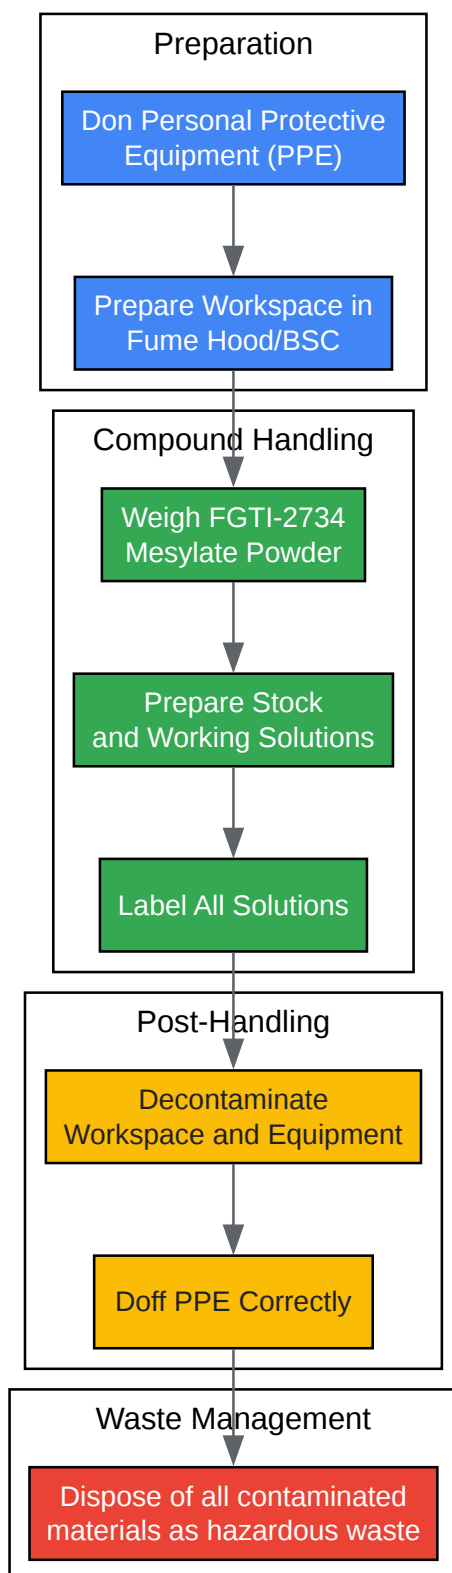 Preparation
Don Personal Protective
Equipment (PPE)
Prepare Workspace in
Fume Hood/BSC
Compound Handling
Weigh FGTI-2734
Mesylate Powder
Prepare Stock
and Working Solutions
Label All Solutions
Post-Handling
Decontaminate
Workspace and Equipment
Doff PPE Correctly
Waste Management
Dispose of all contaminated
materials as hazardous waste